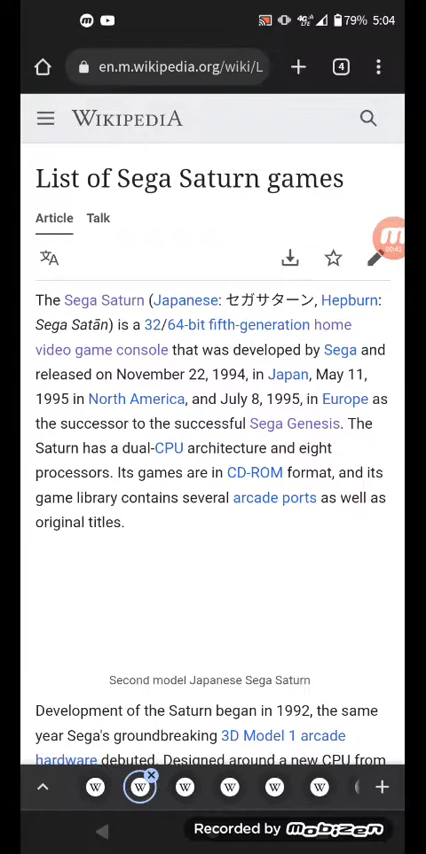 79% 5:04
en.m.wikipedia.org/wiki/L
4
WIKIPEDIA
List of Sega Saturn games
Article Talk
00:41
The Sega Saturn (Japanese: セガサターン, Hepburn:
Sega Satān) is a 32/64-bit fifth-generation home
video game console that was developed by Sega and
released on November 22, 1994, in Japan, May 11,
1995 in North America, and July 8, 1995, in Europe as
the successor to the successful Sega Genesis. The
Saturn has a dual-CPU architecture and eight
processors. Its games are in CD-ROM format, and its
game library contains several arcade ports as well as
original titles.
Second model Japanese Sega Saturn
Development of the Saturn began in 1992, the same
year Sega's groundbreaking 3D Model 1 arcade
hardware debuted. Designed around a new CPU from
W W W W W W
Recorded by mobizen